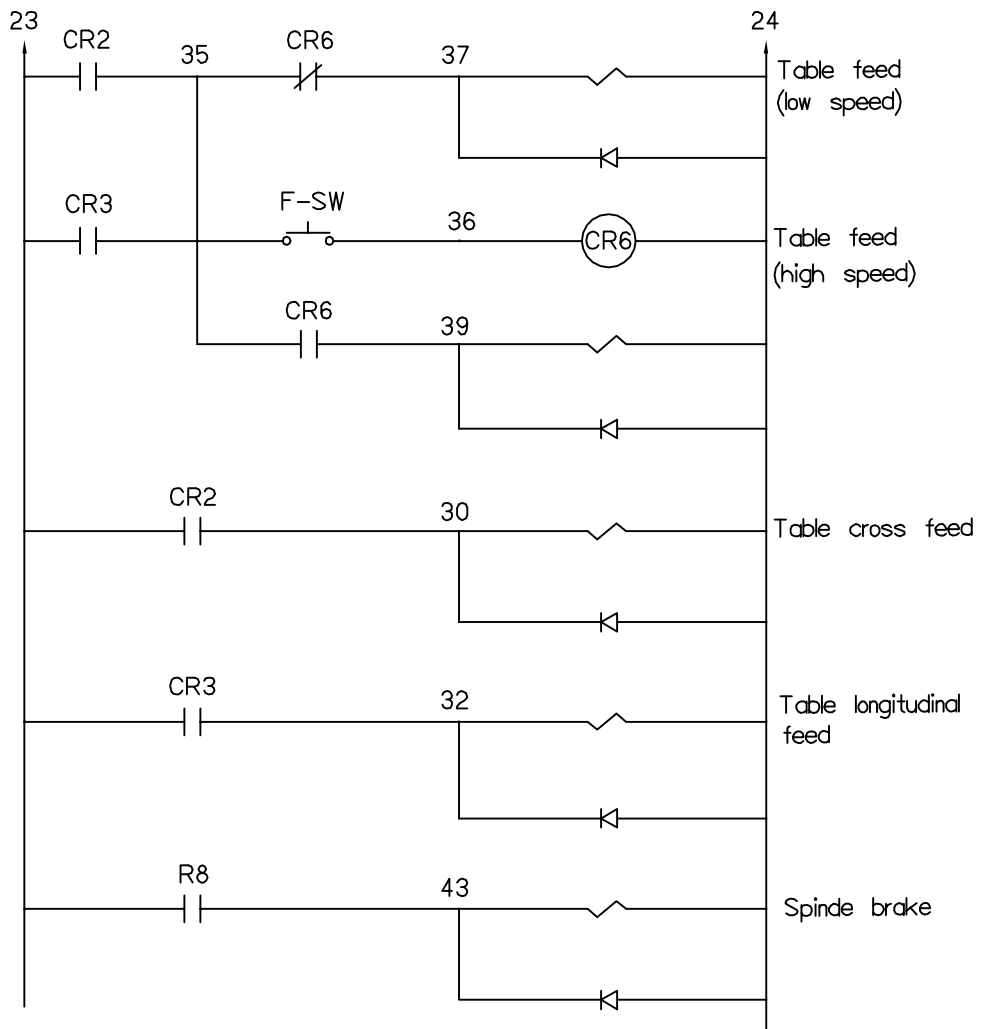 23
24
CR2
35
CR6
37
Table feed
(low speed)
CR3
F-SW
36
CR6
Table feed
(high speed)
CR6
39
CR2
30
Table cross feed
CR3
32
Table longitudinal
feed
R8
43
Spinde brake